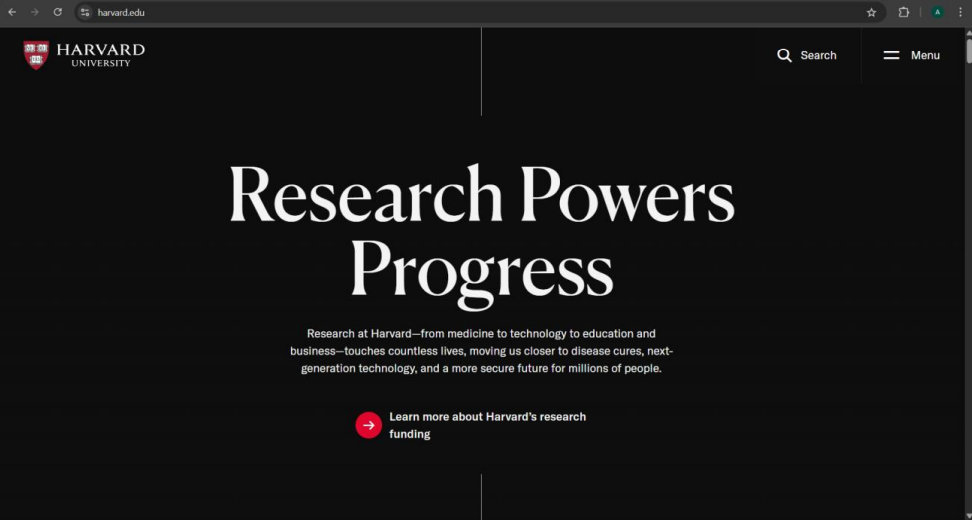 harvard.edu
A
HARVARD
UNIVERSITY
Search
Menu
Research Powers
Progress
Research at Harvard—from medicine to technology to education and
business—touches countless lives, moving us closer to disease cures, next-
generation technology, and a more secure future for millions of people.
Learn more about Harvard's research
funding